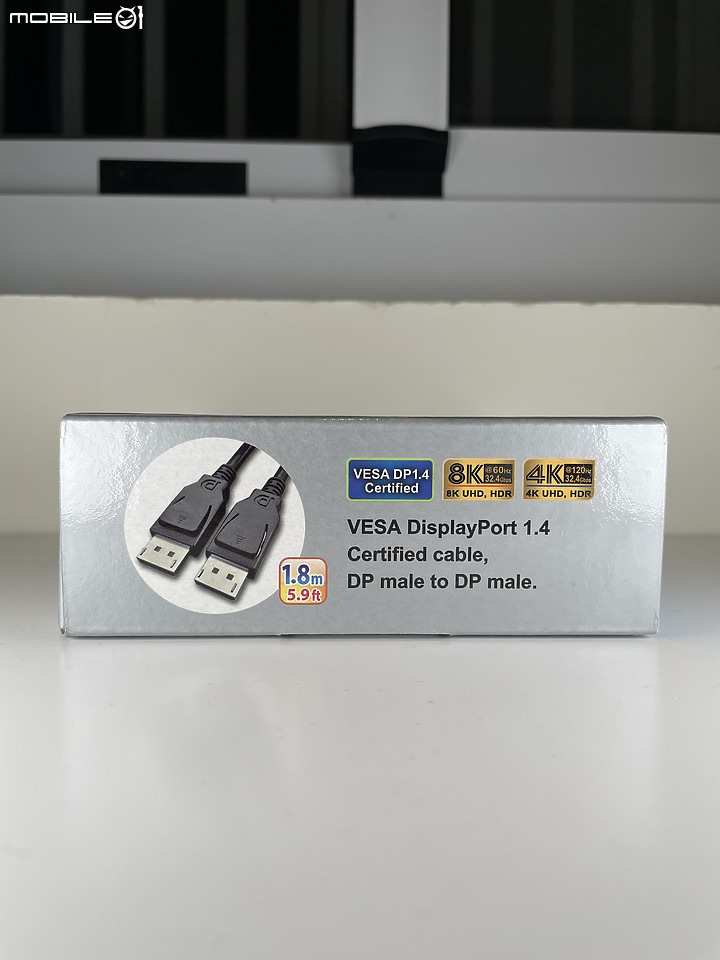 MOBILE01
VESA DP1.4
Certified
8K @60Hz
32.4Gbps
8K UHD, HDR
4K @120Hz
32.4Gbps
4K UHD, HDR
VESA DisplayPort 1.4
Certified cable,
DP male to DP male.
1.8m
5.9ft